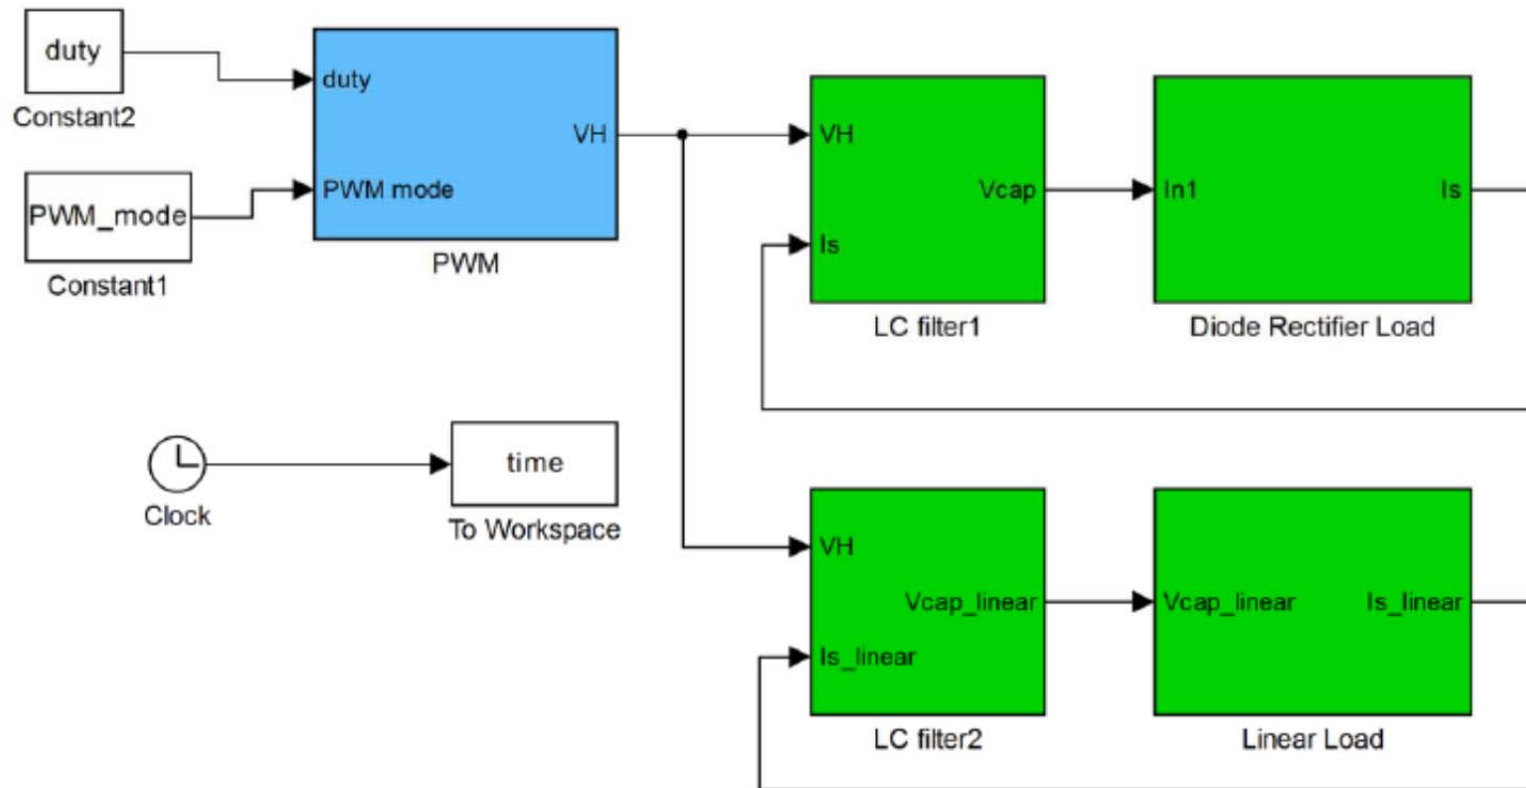 duty
Constant2
PWM_mode
Constant1
duty
VH
PWM mode
PWM
VH
Vcap
Is
LC filter1
In1
Is
Diode Rectifier Load
Clock
time
To Workspace
VH
Vcap_linear
Is_linear
LC filter2
Vcap_linear
Is_linear
Linear Load